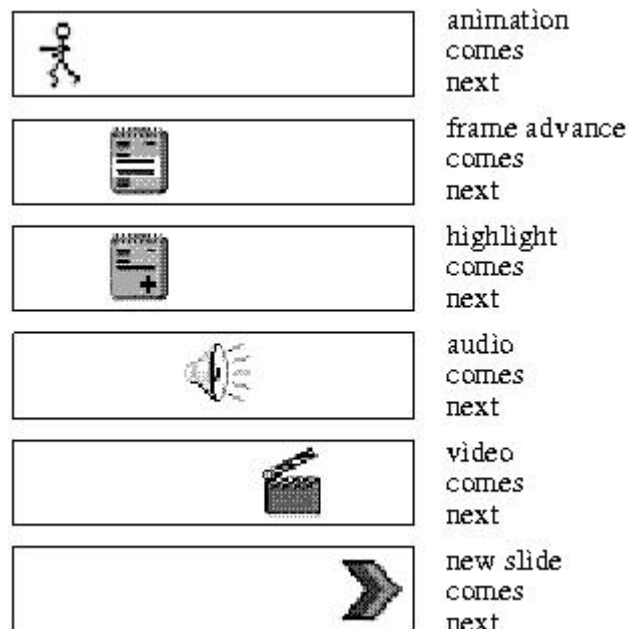 animation
comes
next
frame advance
comes
next
highlight
comes
next
audio
comes
next
video
comes
next
new slide
comes
next